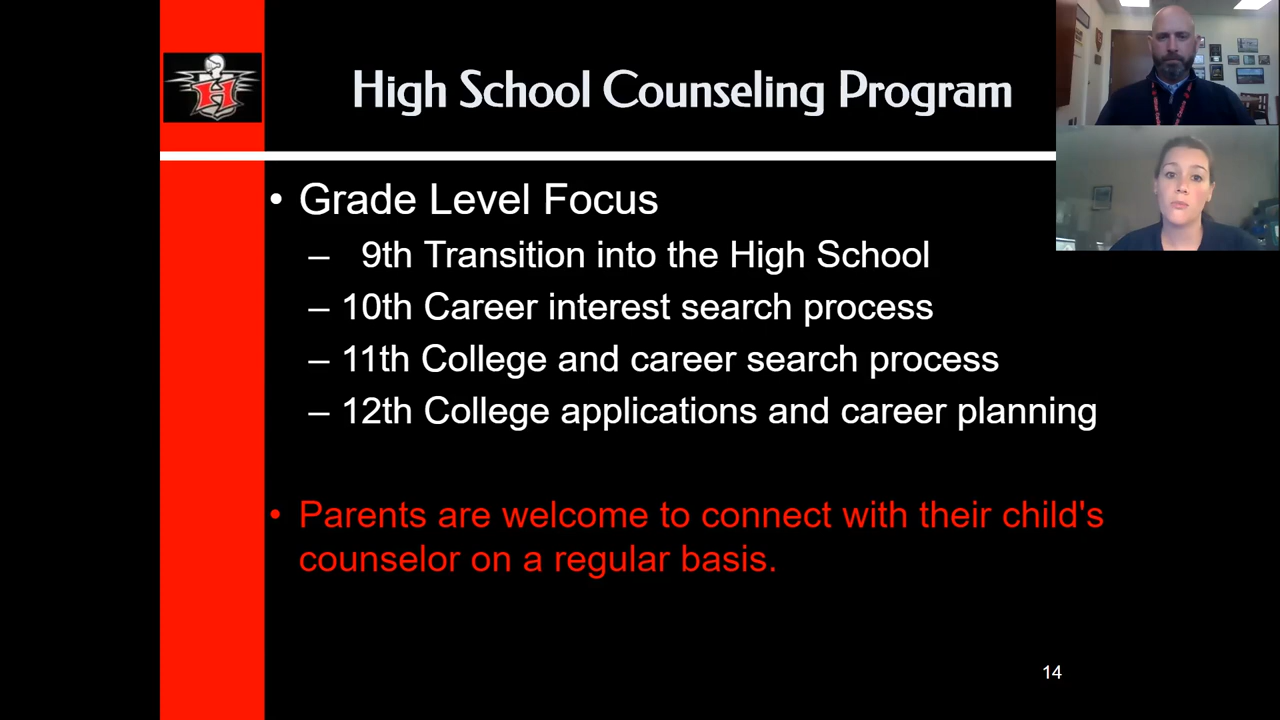 High School Counseling Program
H
• Grade Level Focus
– 9th Transition into the High School
– 10th Career interest search process
– 11th College and career search process
– 12th College applications and career planning
• Parents are welcome to connect with their child's
counselor on a regular basis.
14